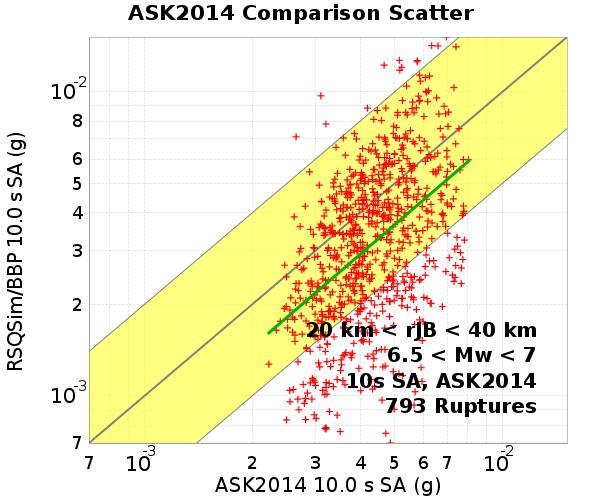 ASK2014 Comparison Scatter
RSQSim/BBP 10.0 s SA (g)
10-2
8
6
5
4
3
2
10-3
7
20 km < rJB < 40 km
6.5 < Mw < 7
10s SA, ASK2014
793 Ruptures
7 10-3 2 3 4 5 6 7 10-2
ASK2014 10.0 s SA (g)